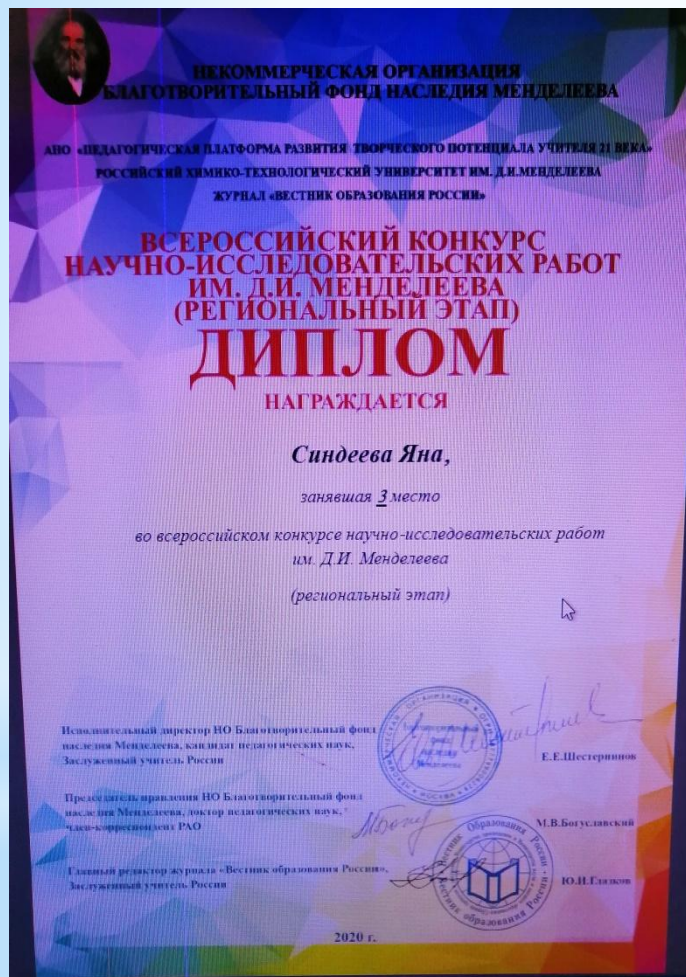 НЕКОММЕРЧЕСКАЯ ОРГАНИЗАЦИЯ
БЛАГОТВОРИТЕЛЬНЫЙ ФОНД НАСЛЕДИЯ МЕНДЕЛЕЕВА
АНО «ПЕДАГОГИЧЕСКАЯ ПЛАТФОРМА РАЗВИТИЯ ТВОРЧЕСКОГО ПОТЕНЦИАЛА УЧИТЕЛЯ 21 ВЕКА»
РОССИЙСКИЙ ХИМИКО-ТЕХНОЛОГИЧЕСКИЙ УНИВЕРСИТЕТ ИМ. Д.И.МЕНДЕЛЕЕВА
ЖУРНАЛ «ВЕСТНИК ОБРАЗОВАНИЯ РОССИИ»
ВСЕРОССИЙСКИЙ КОНКУРС
НАУЧНО-ИССЛЕДОВАТЕЛЬСКИХ РАБОТ
ИМ. Д.И. МЕНДЕЛЕЕВА
(РЕГИОНАЛЬНЫЙ ЭТАП)
ДИПЛОМ
НАГРАЖДАЕТСЯ
Синдеева Яна,
занявшая 3 место
во всероссийском конкурсе научно-исследовательских работ
им. Д.И. Менделеева
(региональный этап)
Исполнительный директор НО Благотворительный фонд
наследия Менделеева, кандидат педагогических наук,
Заслуженный учитель России
Е.Е.Шестернинов
Председатель правления НО Благотворительный фонд
наследия Менделеева, доктор педагогических наук,
член-корреспондент РАО
М.В.Богуславский
Главный редактор журнала «Вестник образования России»,
Заслуженный учитель России
Ю.И.Глазков
Вестник Образования России
2020 г.